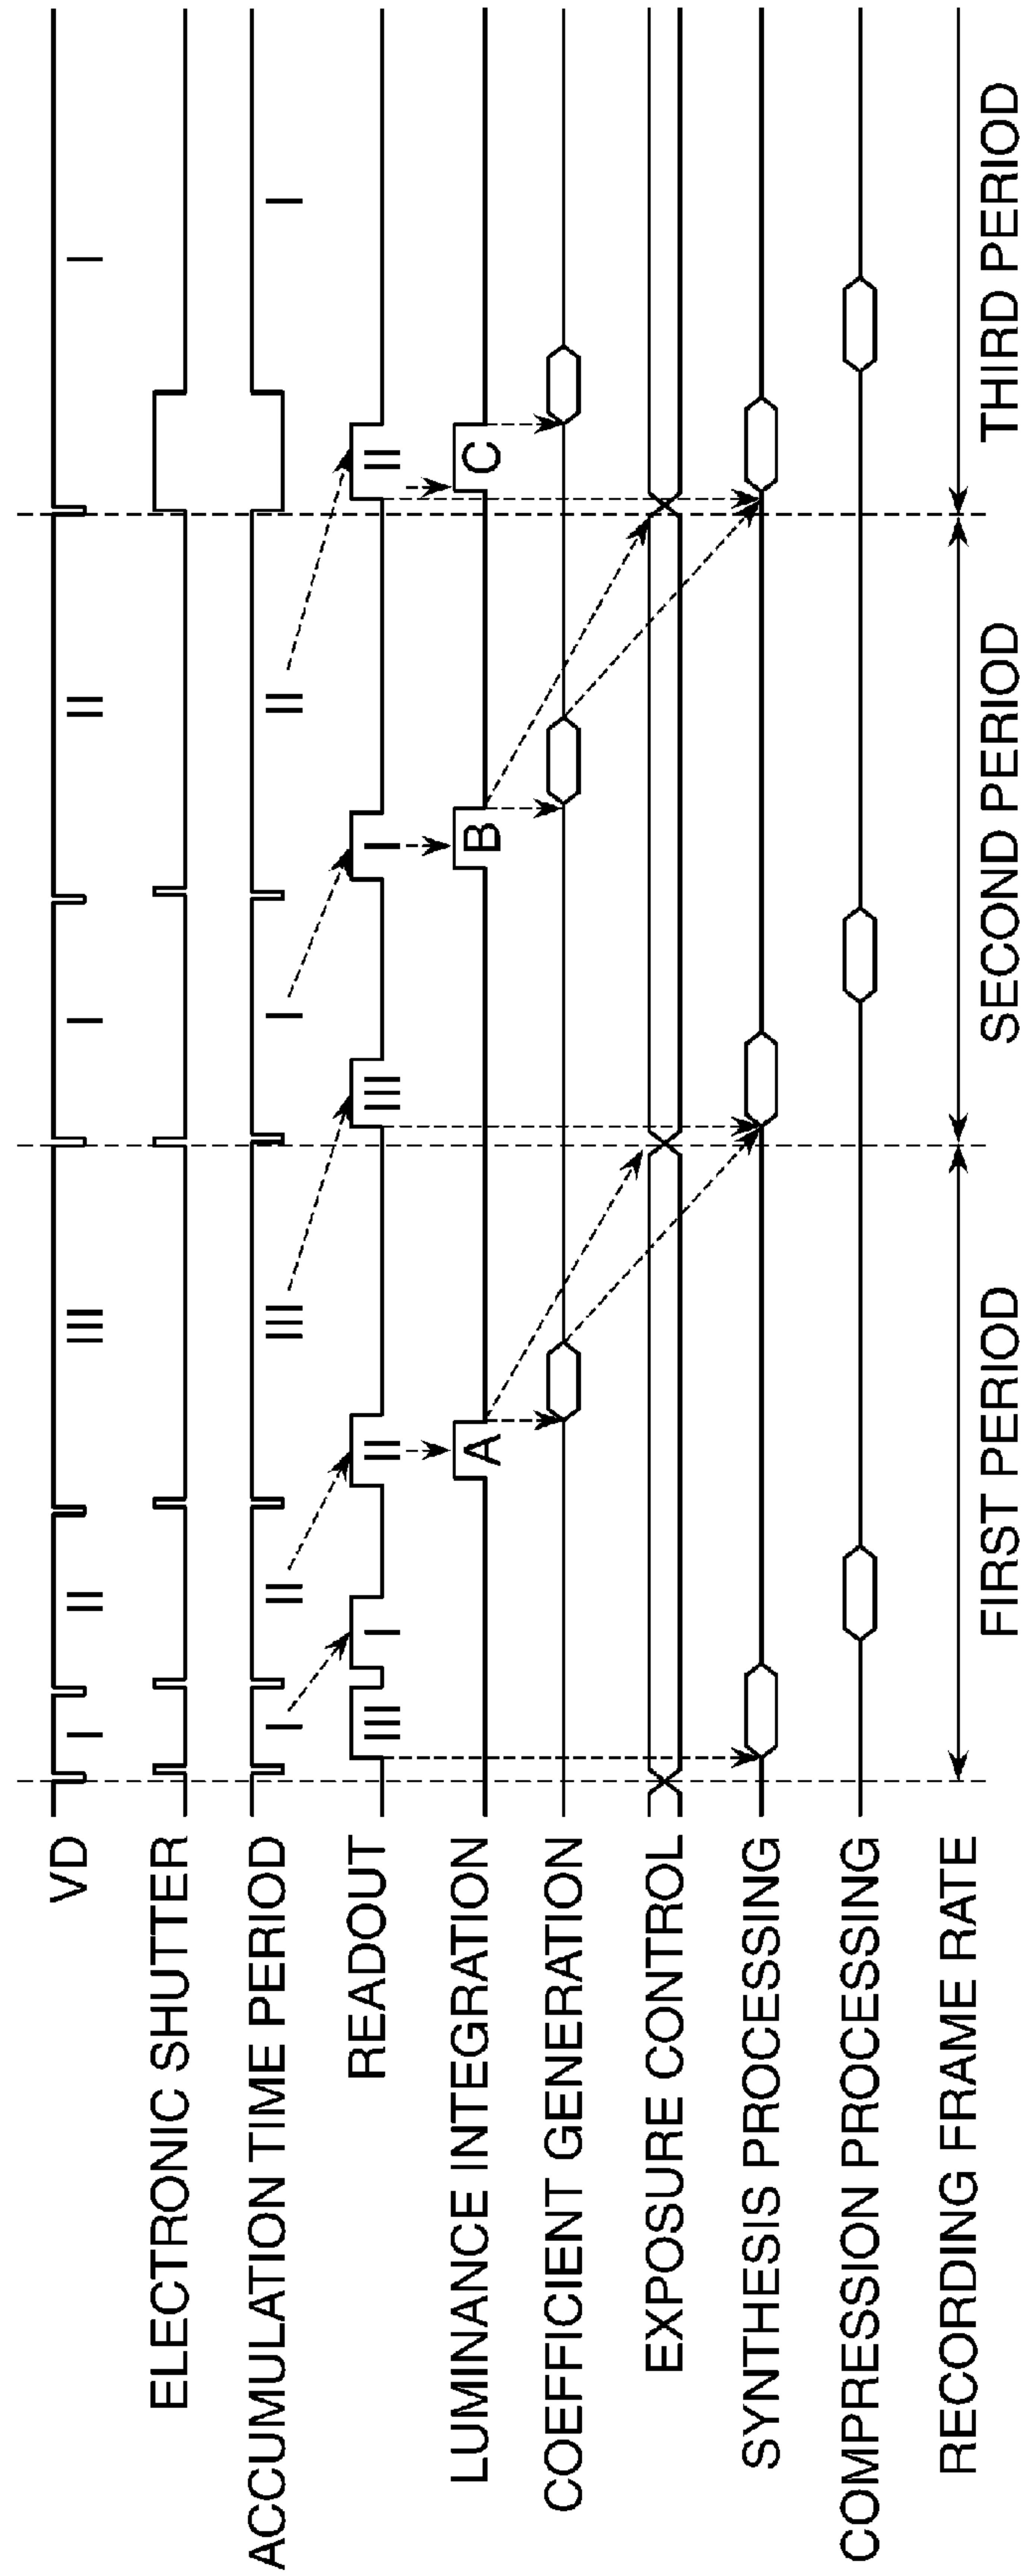 VD I II III I II I
ELECTRONIC SHUTTER
ACCUMULATION TIME PERIOD I II III I II I
READOUT III I II III I II
LUMINANCE INTEGRATION A B C
COEFFICIENT GENERATION
EXPOSURE CONTROL
SYNTHESIS PROCESSING
COMPRESSION PROCESSING
RECORDING FRAME RATE
FIRST PERIOD SECOND PERIOD THIRD PERIOD